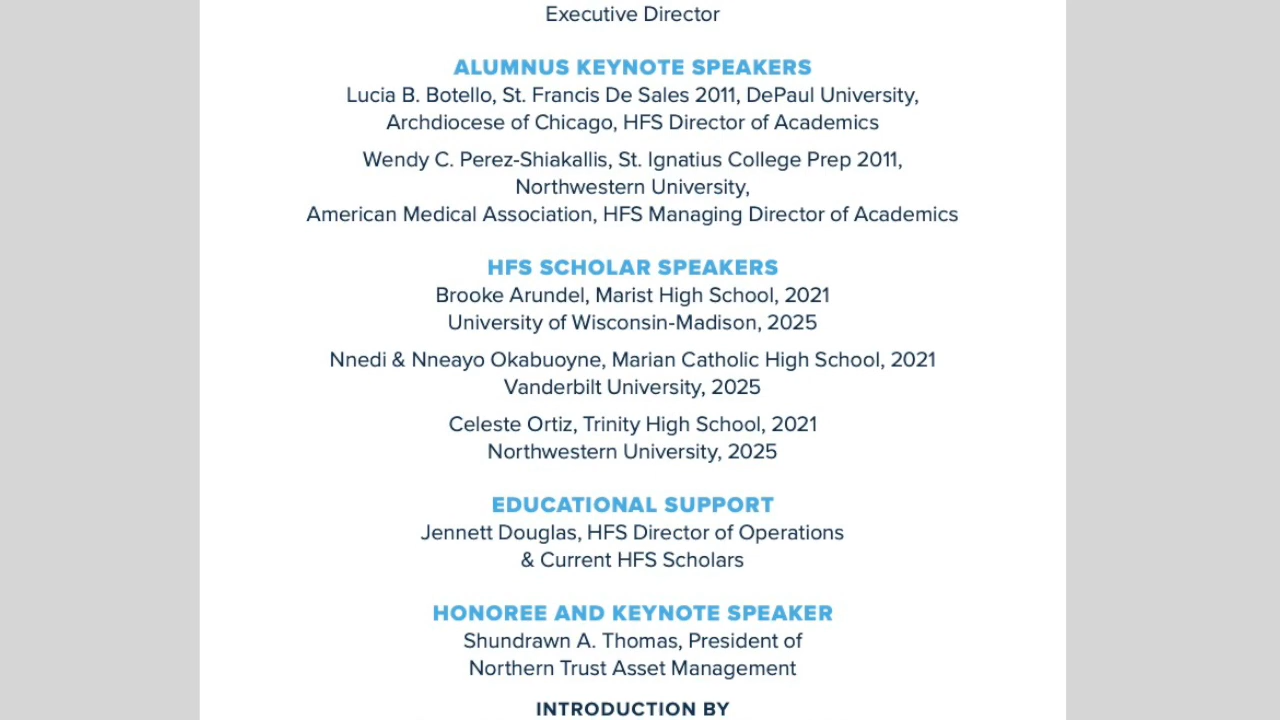 Executive Director
ALUMNUS KEYNOTE SPEAKERS
Lucia B. Botello, St. Francis De Sales 2011, DePaul University,
Archdiocese of Chicago, HFS Director of Academics
Wendy C. Perez-Shiakallis, St. Ignatius College Prep 2011,
Northwestern University,
American Medical Association, HFS Managing Director of Academics
HFS SCHOLAR SPEAKERS
Brooke Arundel, Marist High School, 2021
University of Wisconsin-Madison, 2025
Nnedi & Nneayo Okabuoyne, Marian Catholic High School, 2021
Vanderbilt University, 2025
Celeste Ortiz, Trinity High School, 2021
Northwestern University, 2025
EDUCATIONAL SUPPORT
Jennett Douglas, HFS Director of Operations
& Current HFS Scholars
HONOREE AND KEYNOTE SPEAKER
Shundrawn A. Thomas, President of
Northern Trust Asset Management
INTRODUCTION BY